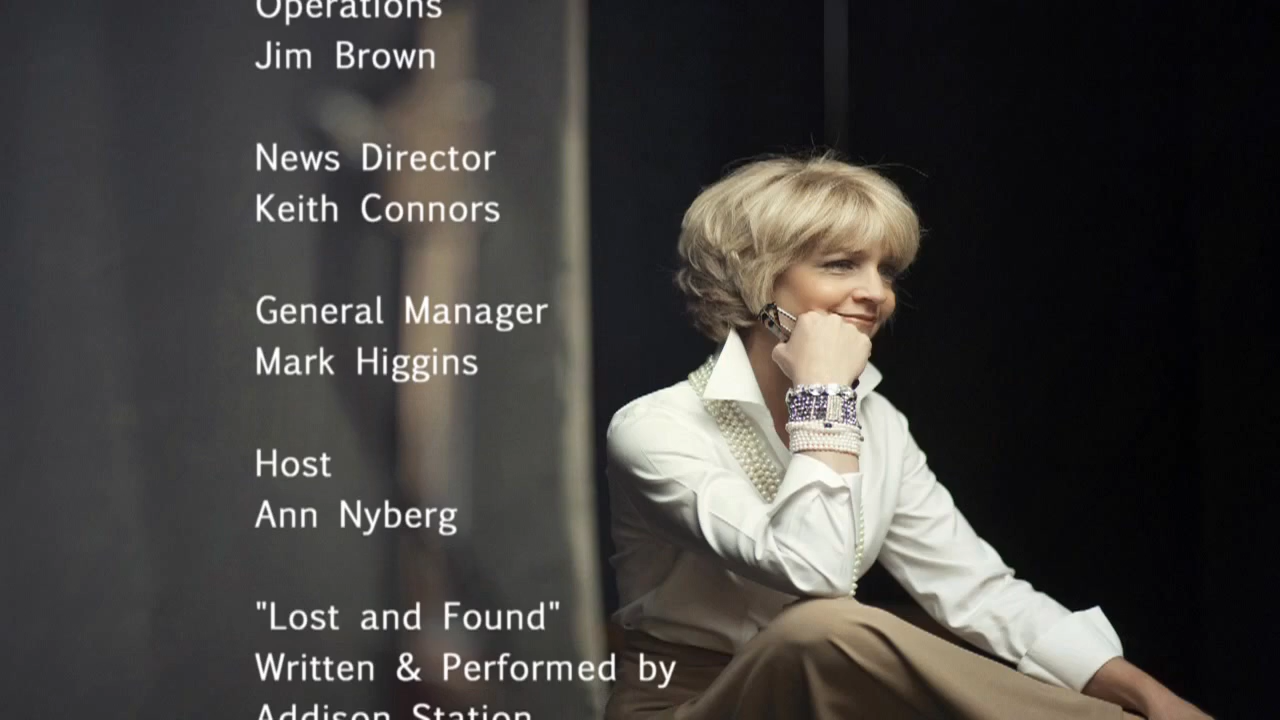 Operations
Jim Brown
News Director
Keith Connors
General Manager
Mark Higgins
Host
Ann Nyberg
"Lost and Found"
Written & Performed by
Addison Station